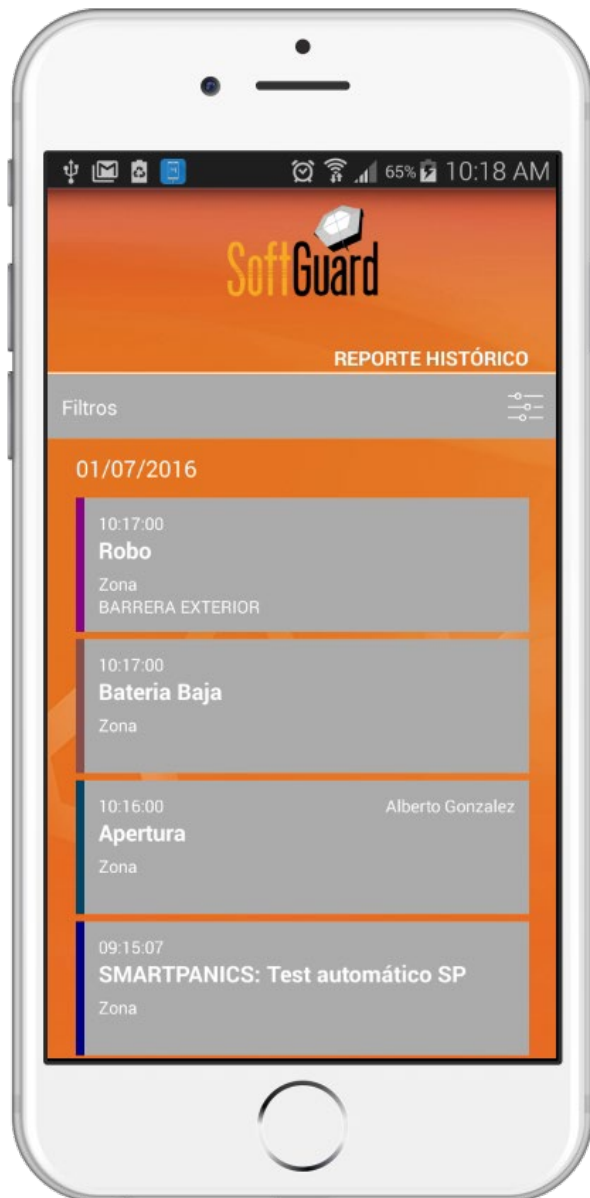 65% 10:18 AM
SoftGuard
REPORTE HISTÓRICO
Filtros
01/07/2016
10:17:00
Robo
Zona
BARRERA EXTERIOR
10:17:00
Bateria Baja
Zona
10:16:00 Alberto Gonzalez
Apertura
Zona
09:15:07
SMARTPANICS: Test automático SP
Zona